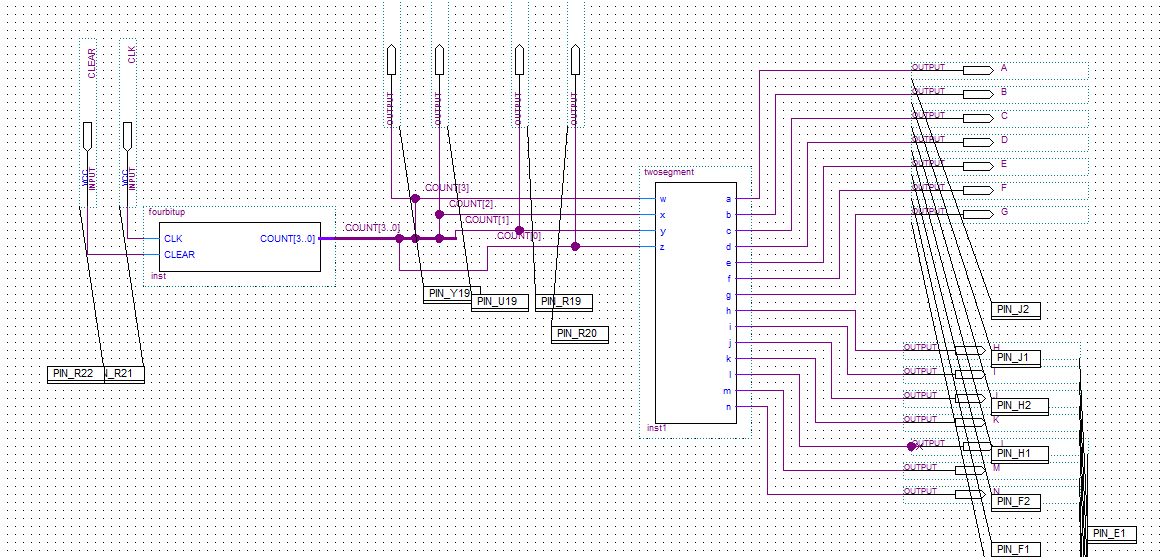 CLEAR
CLK
VCC
INPUT
VCC
INPUT
OUTPUT
OUTPUT
OUTPUT
OUTPUT
fourbitup
CLK
CLEAR
COUNT[3..0]
inst
COUNT[3..0]
COUNT[3]
COUNT[2]
COUNT[1]
COUNT[0]
PIN_Y19
PIN_U19
PIN_R19
PIN_R20
PIN_R22
N_R21
twosegment
w
x
y
z
a
b
c
d
e
f
g
h
i
j
k
l
m
n
inst1
OUTPUT A
OUTPUT B
OUTPUT C
OUTPUT D
OUTPUT E
OUTPUT F
OUTPUT G
PIN_J2
OUTPUT H
PIN_J1
OUTPUT I
OUTPUT J
PIN_H2
OUTPUT K
OUTPUT L
PIN_H1
OUTPUT M
OUTPUT N
PIN_F2
PIN_E1
PIN_F1